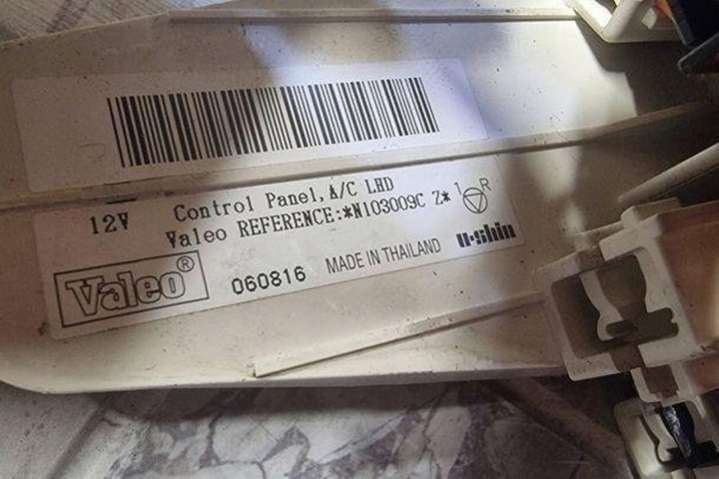 12V Control Panel, A/C LHD
Valeo REFERENCE:*N103009C Z* 1 R
Valeo® 060816 MADE IN THAILAND u-shin